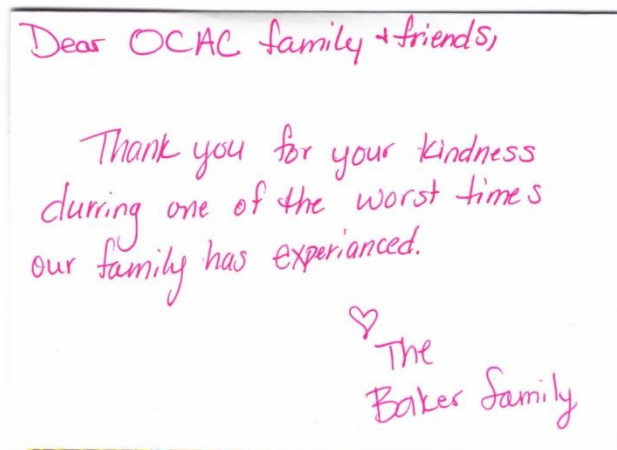 Dear OCAC family + friends,
Thank you for your kindness
durring one of the worst times
our family has experianced.
♡
The
Baker family